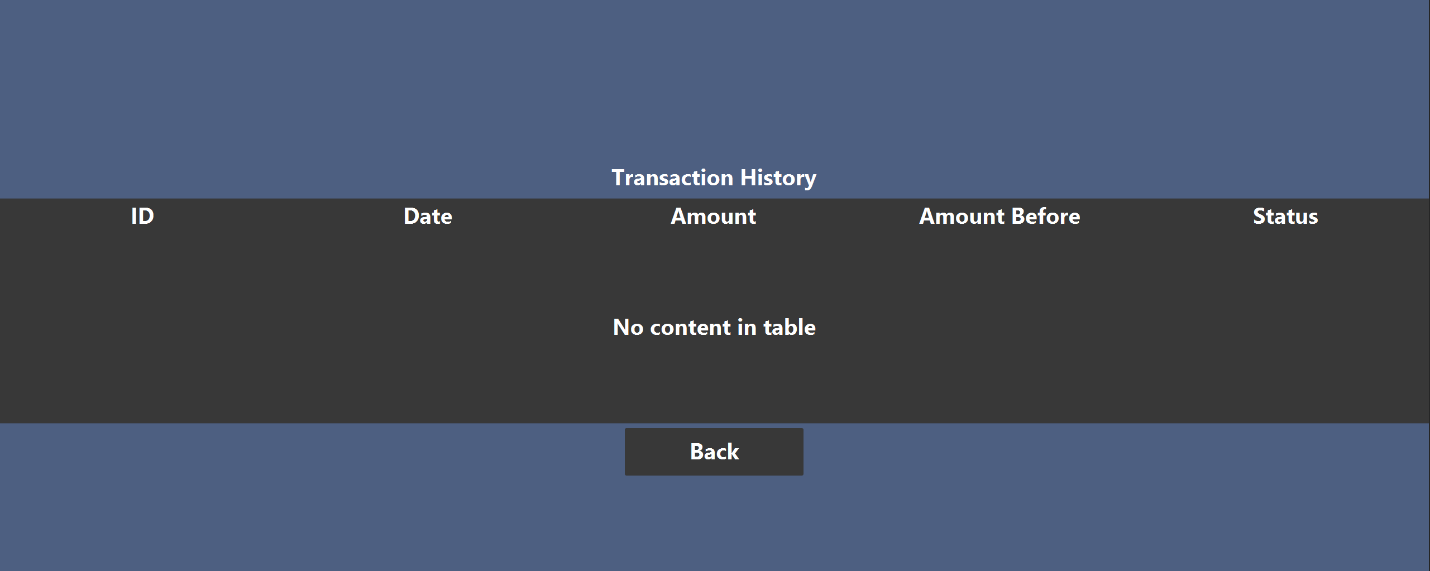 Transaction History
ID Date Amount Amount Before Status
No content in table
Back